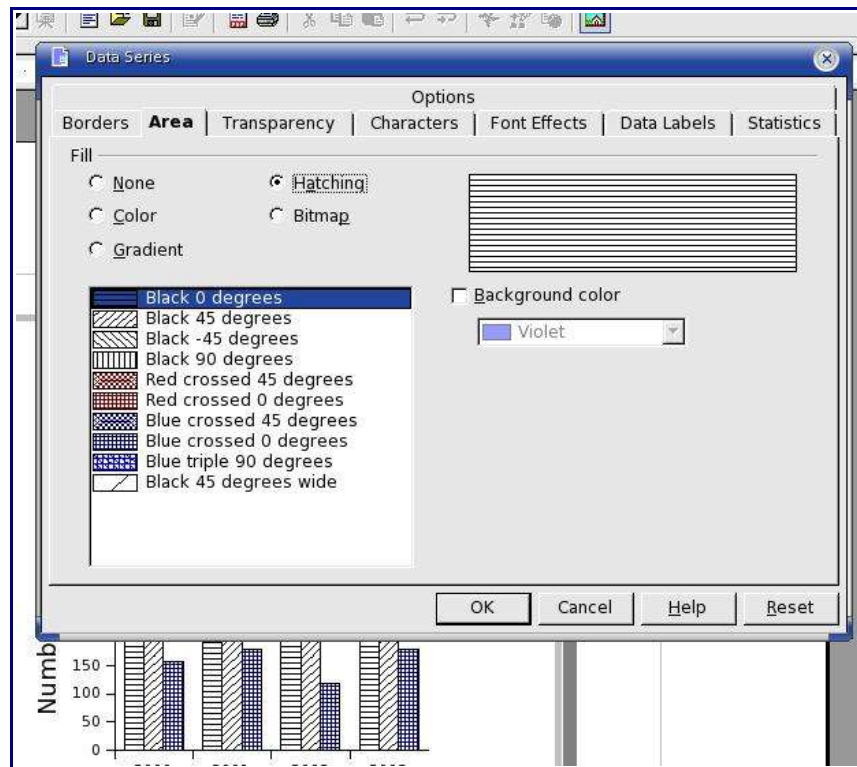 Data Series
Options
Borders Area Transparency Characters Font Effects Data Labels Statistics
Fill
None Hatching
Color Bitmap
Gradient
Black 0 degrees
Background color
Black 45 degrees
Black -45 degrees
Violet
Black 90 degrees
Red crossed 45 degrees
Red crossed 0 degrees
Blue crossed 45 degrees
Blue crossed 0 degrees
Blue triple 90 degrees
Black 45 degrees wide
OK Cancel Help Reset
Numb
150
100
50
0